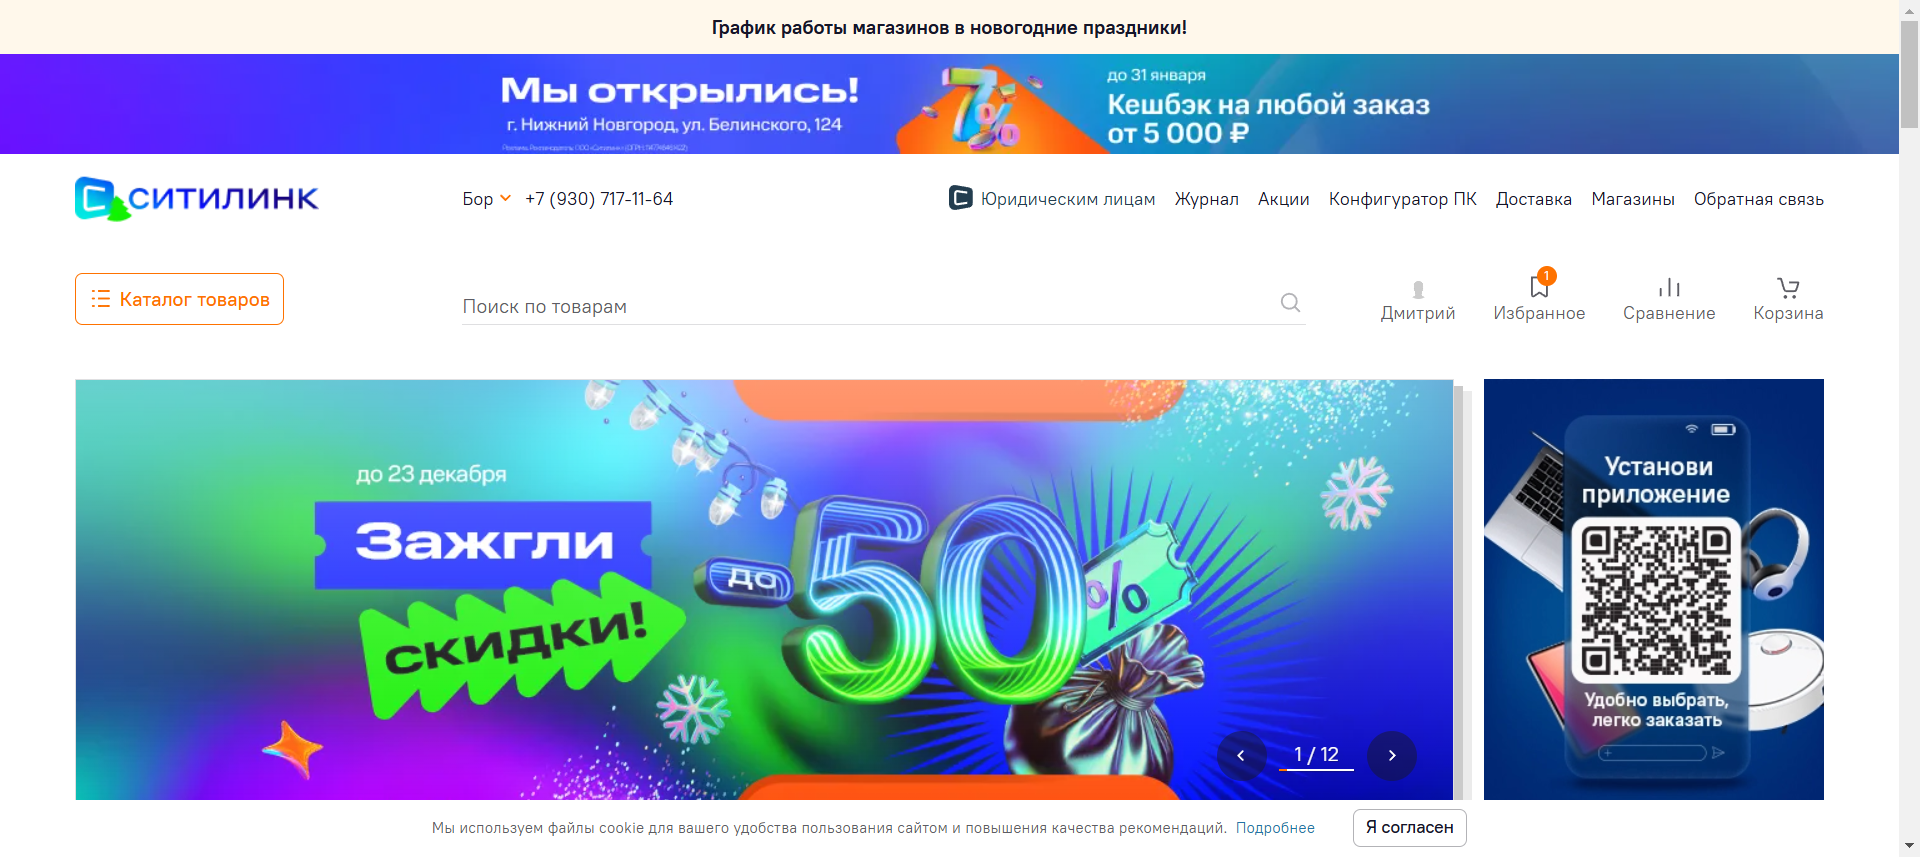 График работы магазинов в новогодние праздники!
Мы открылись!
г. Нижний Новгород, ул. Белинского, 124
7%
до 31 января
Кешбэк на любой заказ
от 5 000 ₽
СИТИЛИНК
Бор
+7 (930) 717-11-64
Юридическим лицам
Журнал
Акции
Конфигуратор ПК
Доставка
Магазины
Обратная связь
Каталог товаров
Поиск по товарам
Дмитрий
1
Избранное
Сравнение
Корзина
до 23 декабря
Зажгли
скидки!
до -50%
1 / 12
Установи
приложение
Удобно выбрать,
легко заказать
Мы используем файлы cookie для вашего удобства пользования сайтом и повышения качества рекомендаций. Подробнее
Я согласен